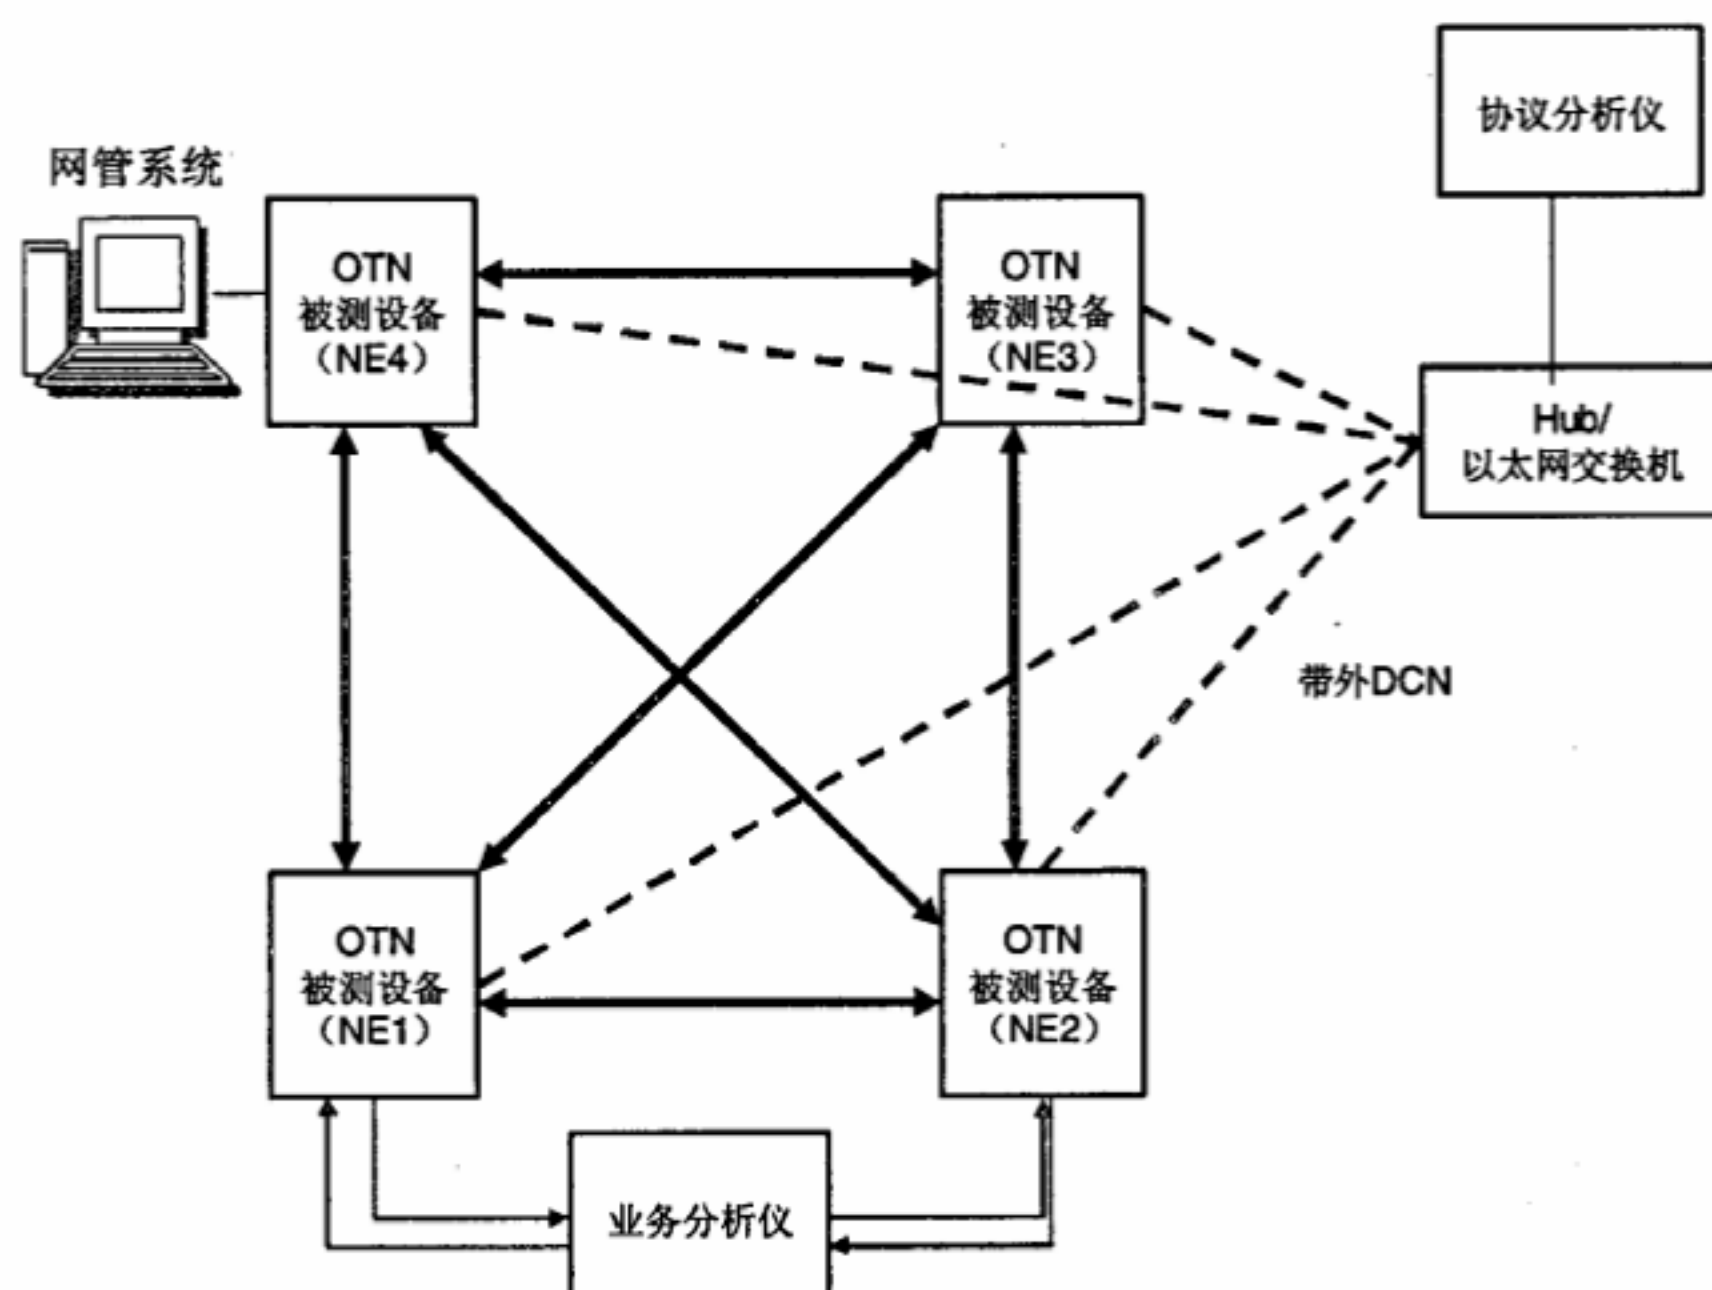 协议分析仪
网管系统
OTN
被测设备
（NE4）
OTN
被测设备
（NE3）
Hub/
以太网交换机
带外DCN
OTN
被测设备
（NE1）
OTN
被测设备
（NE2）
业务分析仪